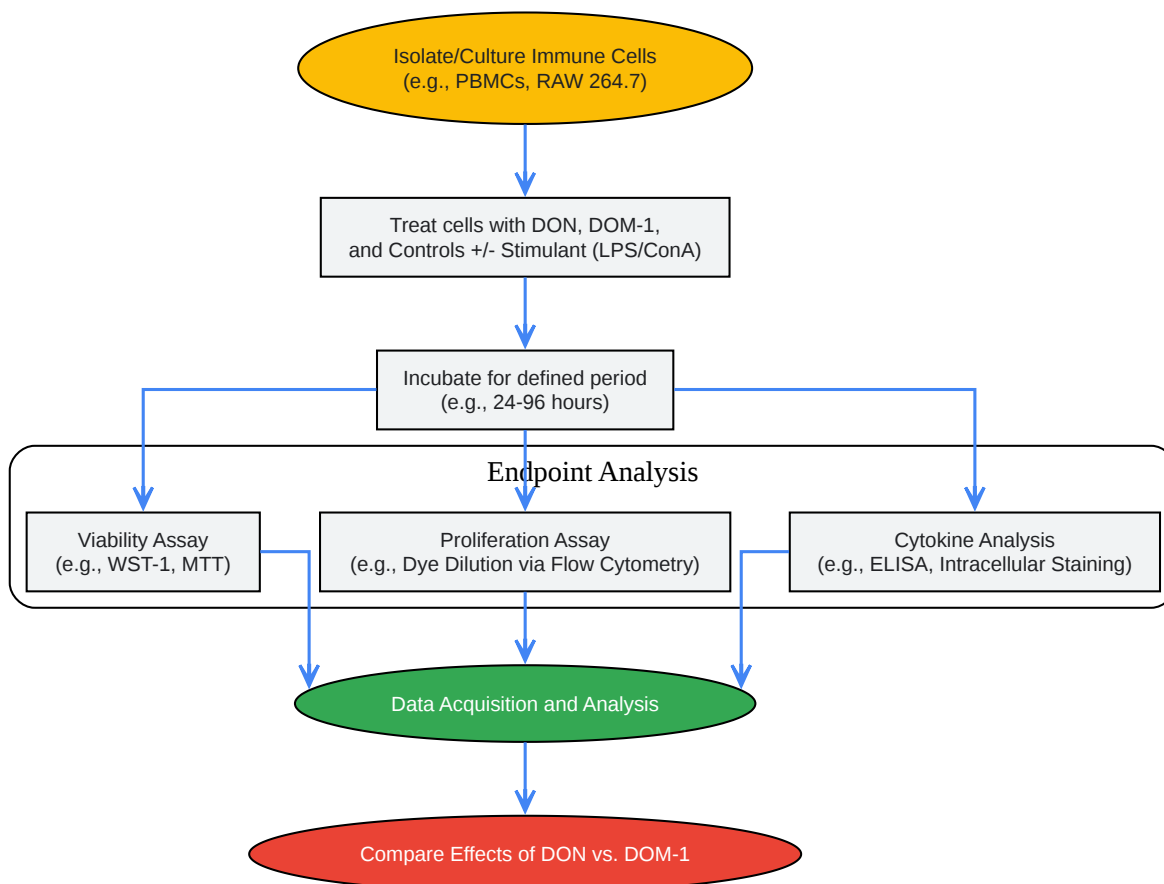 Isolate/Culture Immune Cells
(e.g., PBMCs, RAW 264.7)
Treat cells with DON, DOM-1,
and Controls +/- Stimulant (LPS/ConA)
Incubate for defined period
(e.g., 24-96 hours)
Endpoint Analysis
Viability Assay
(e.g., WST-1, MTT)
Proliferation Assay
(e.g., Dye Dilution via Flow Cytometry)
Cytokine Analysis
(e.g., ELISA, Intracellular Staining)
Data Acquisition and Analysis
Compare Effects of DON vs. DOM-1